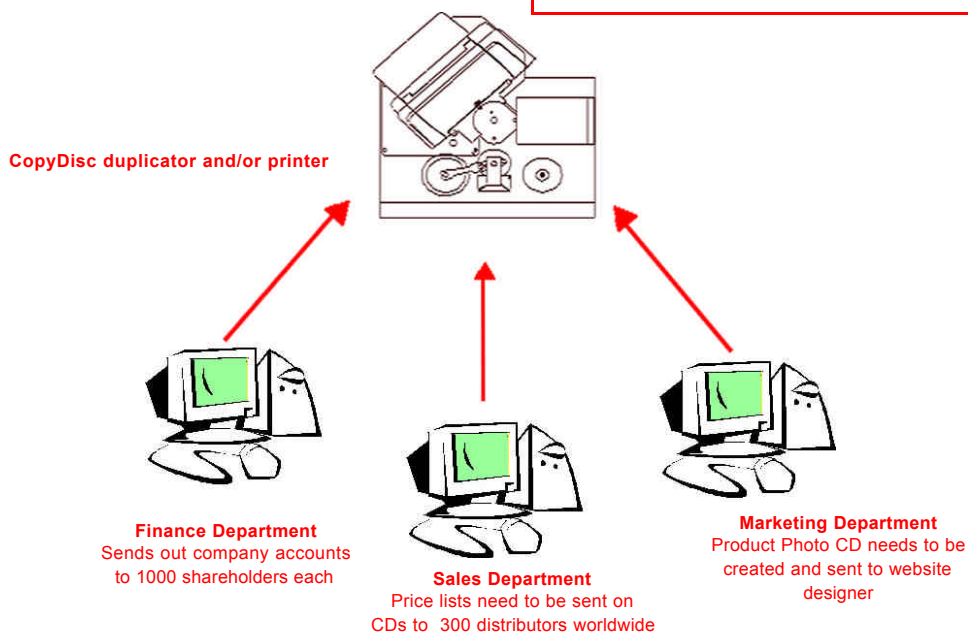 CopyDisc duplicator and/or printer
Finance Department
Sends out company accounts
to 1000 shareholders each
Sales Department
Price lists need to be sent on
CDs to 300 distributors worldwide
Marketing Department
Product Photo CD needs to be
created and sent to website
designer